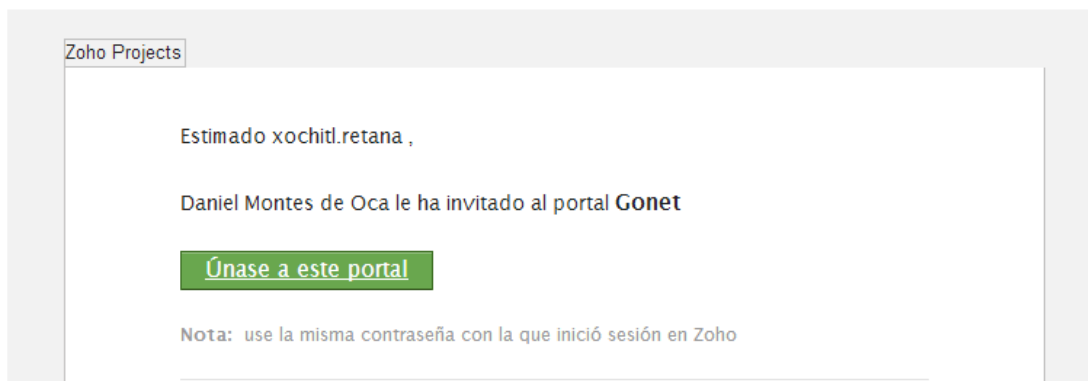 Zoho Projects
Estimado xochitl.retana ,
Daniel Montes de Oca le ha invitado al portal Gonet
Únase a este portal
Nota: use la misma contraseña con la que inició sesión en Zoho